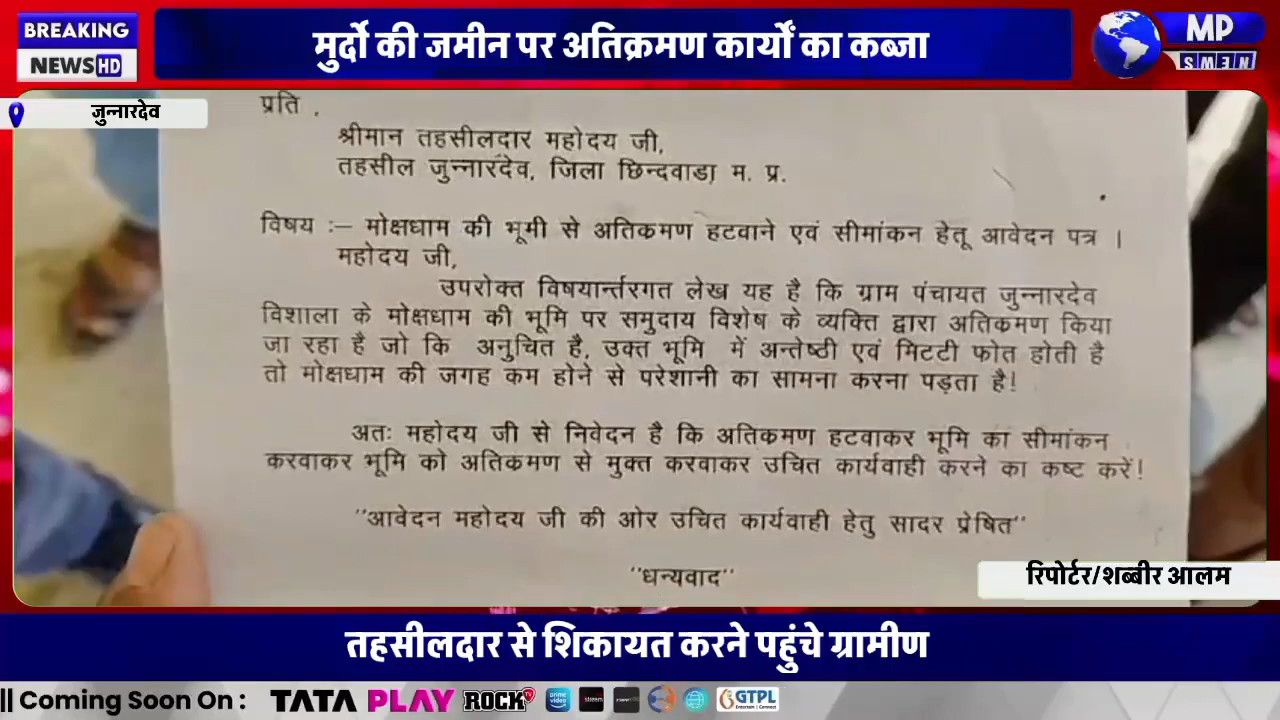 BREAKING
NEWS HD
मुर्दो की जमीन पर अतिक्रमण कार्यों का कब्जा
MP
NEWS
जुन्नारदेव
प्रति ,
श्रीमान तहसीलदार महोदय जी,
तहसील जुन्नारदेव, जिला छिन्दवाडा़ म. प्र.
विषय :– मोक्षधाम की भूमी से अतिकमण हटवाने एवं सीमांकन हेतू आवेदन पत्र ।
महोदय जी,
उपरोक्त विषयार्न्तरगत लेख यह है कि ग्राम पंचायत जुन्नारदेव
विशाला के मोक्षधाम की भूमि पर समुदाय विशेष के व्यक्ति द्वारा अतिकमण किया
जा रहा है जो कि अनुचित है, उक्त भूमि में अन्तेष्ठी एवं मिटटी फोत होती है
तो मोक्षधाम की जगह कम होने से परेशानी का सामना करना पड़ता है!
अतः महोदय जी से निवेदन है कि अतिकमण हटवाकर भूमि का सीमांकन
करवाकर भूमि को अतिकमण से मुक्त करवाकर उचित कार्यवाही करने का कष्ट करें!
"आवेदन महोदय जी की ओर उचित कार्यवाही हेतु सादर प्रेषित"
"धन्यवाद"
रिपोर्टर/शब्बीर आलम
तहसीलदार से शिकायत करने पहुंचे ग्रामीण
|| Coming Soon On : TATA PLAY ROCK TV prime video GTPL